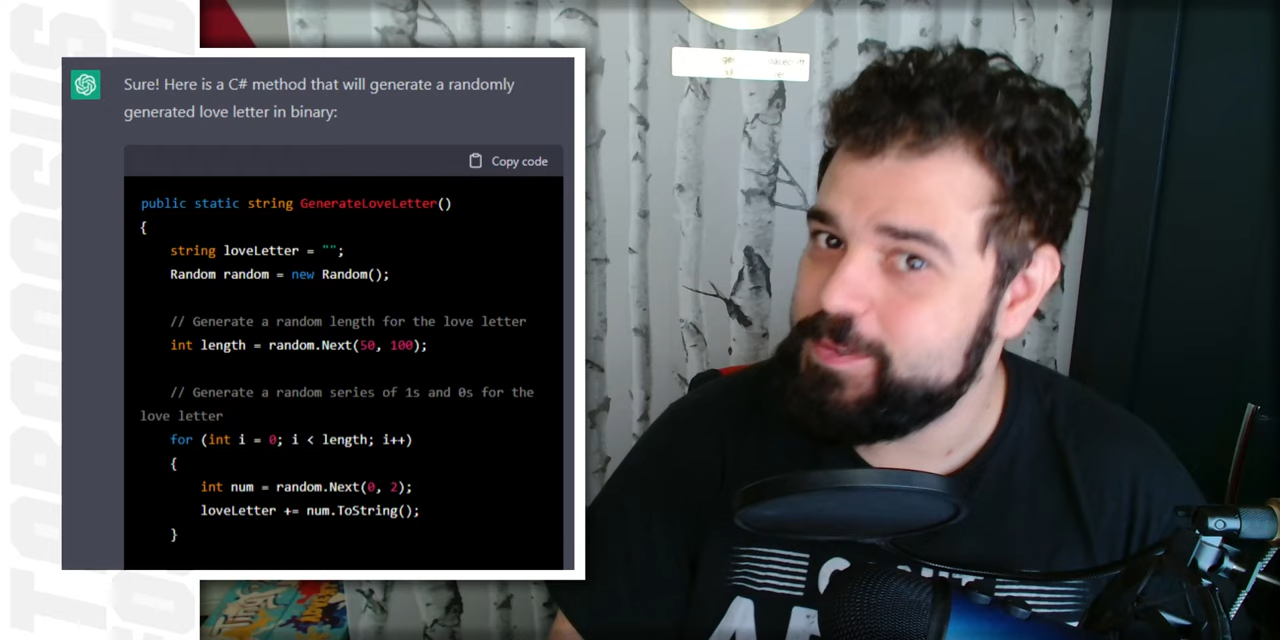 Sure! Here is a C# method that will generate a randomly
generated love letter in binary:
Copy code
public static string GenerateLoveLetter()
{
string loveLetter = "";
Random random = new Random();
// Generate a random length for the love letter
int length = random.Next(50, 100);
// Generate a random series of 1s and 0s for the
love letter
for (int i = 0; i < length; i++)
{
int num = random.Next(0, 2);
loveLetter += num.ToString();
}